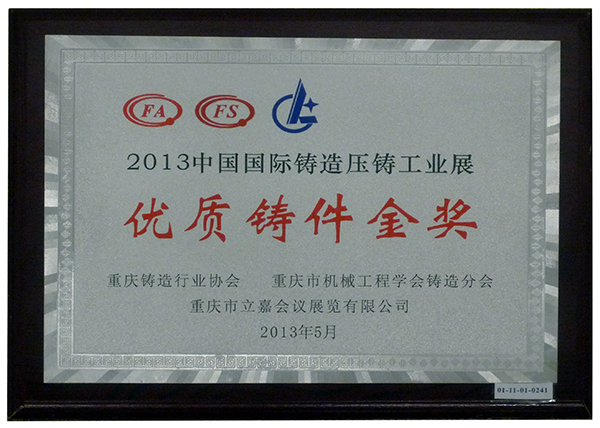 FA FS
2013中国国际铸造压铸工业展
优质铸件金奖
重庆铸造行业协会 重庆市机械工程学会铸造分会
重庆市立嘉会议展览有限公司
2013年5月
01-11-01-0241